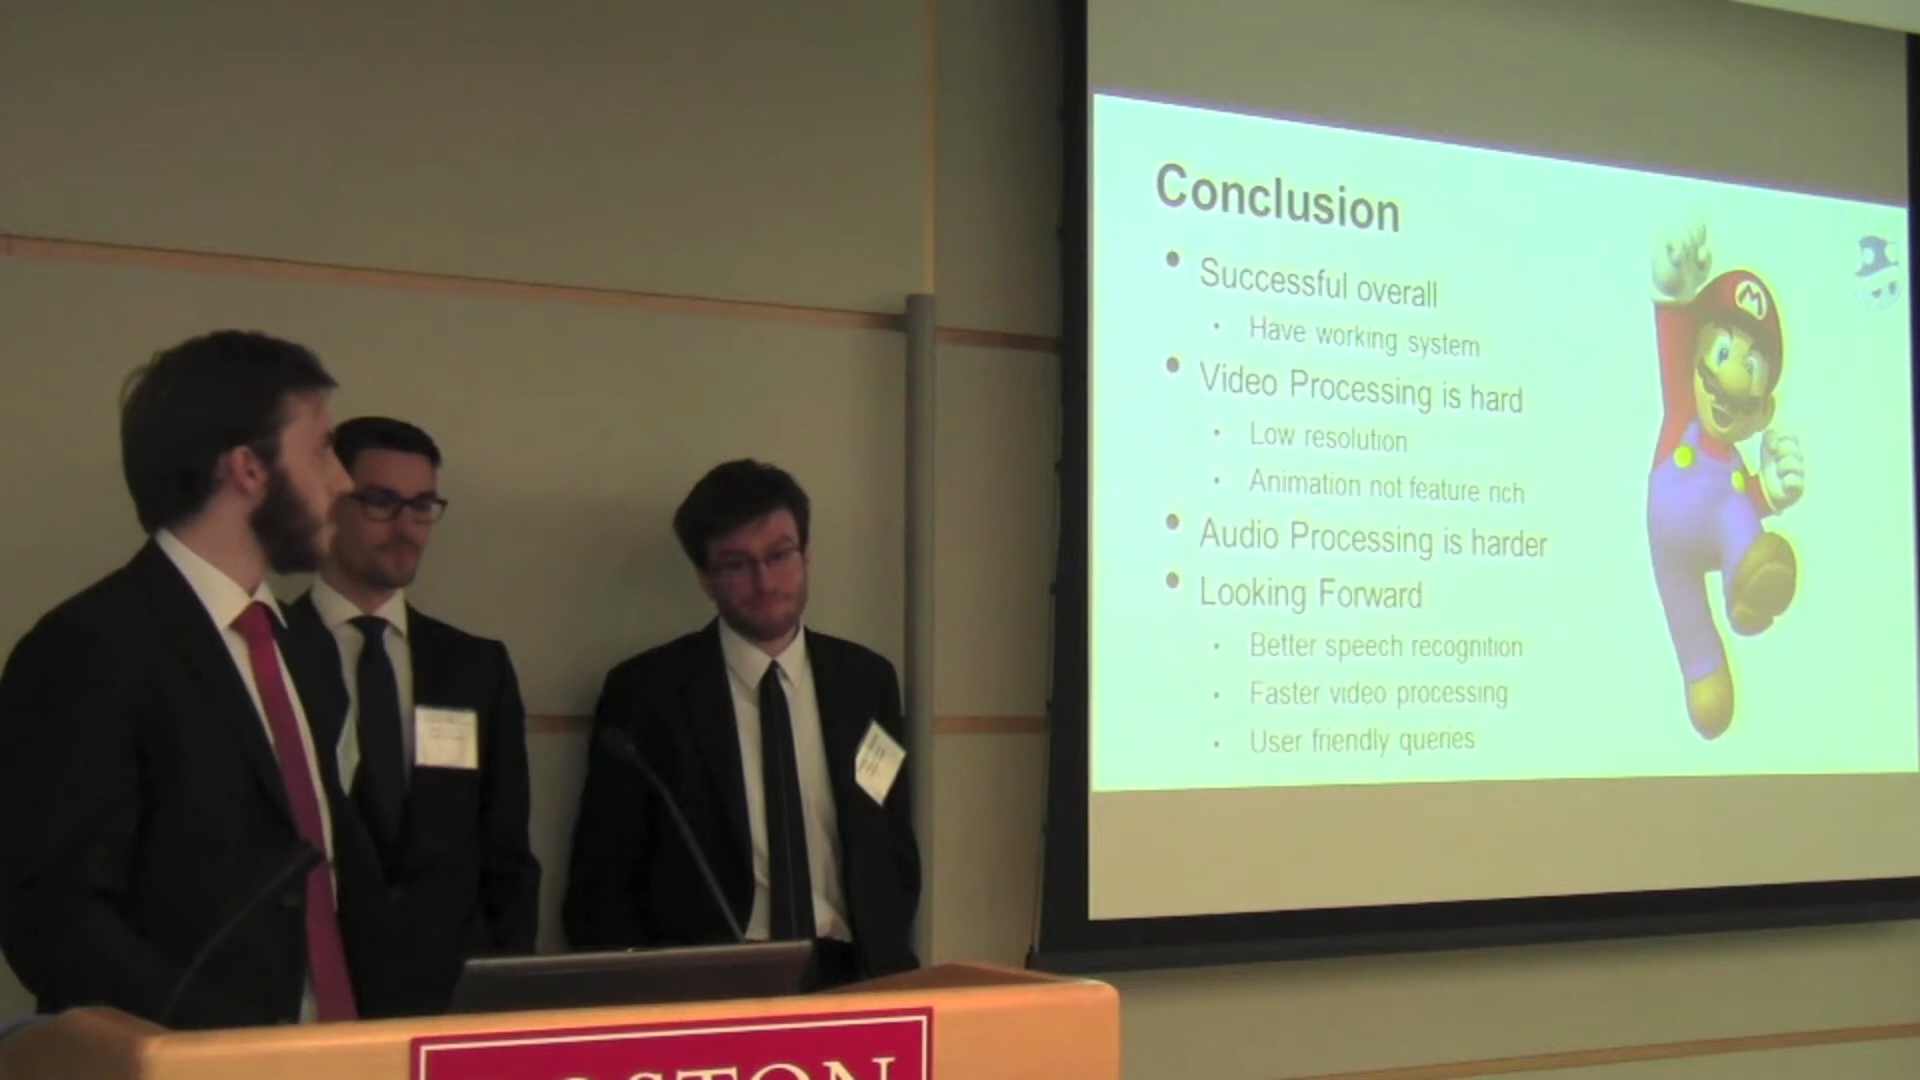 Conclusion
Successful overall
Have working system
Video Processing is hard
Low resolution
Animation not feature rich
Audio Processing is harder
Looking Forward
Better speech recognition
Faster video processing
User friendly queries
M
BOSTON